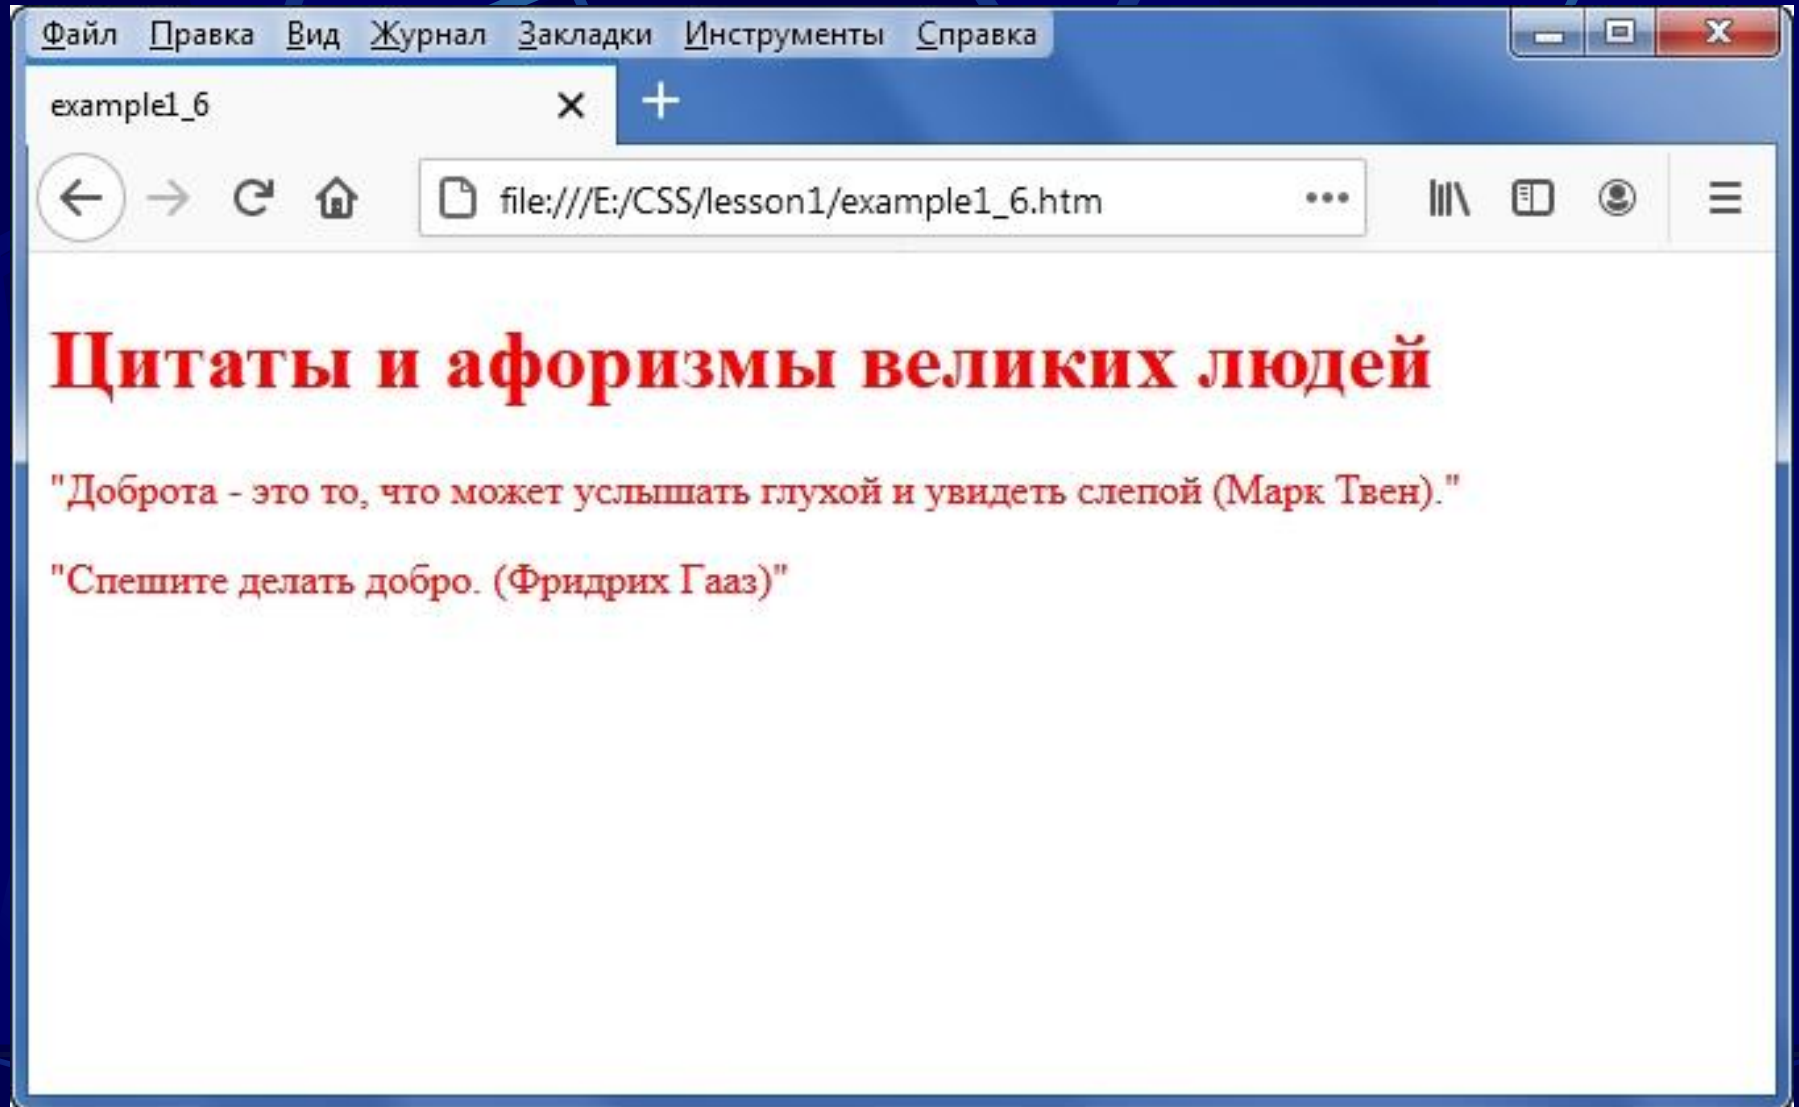 Файл Правка Вид Журнал Закладки Инструменты Справка
example1_6
file:///E:/CSS/lesson1/example1_6.htm
Цитаты и афоризмы великих людей
"Доброта - это то, что может услышать глухой и увидеть слепой (Марк Твен)."
"Спешите делать добро. (Фридрих Гааз)"